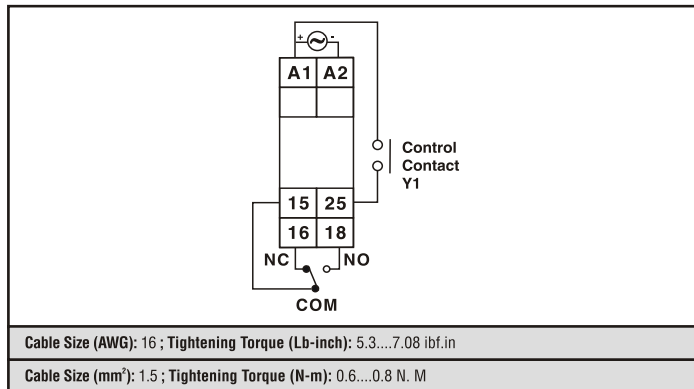 + -
A1 A2
Control
Contact
Y1
15 25
16 18
NC NO
COM
Cable Size (AWG): 16 ; Tightening Torque (Lb-inch): 5.3....7.08 ibf.in
Cable Size (mm²): 1.5 ; Tightening Torque (N-m): 0.6....0.8 N. M